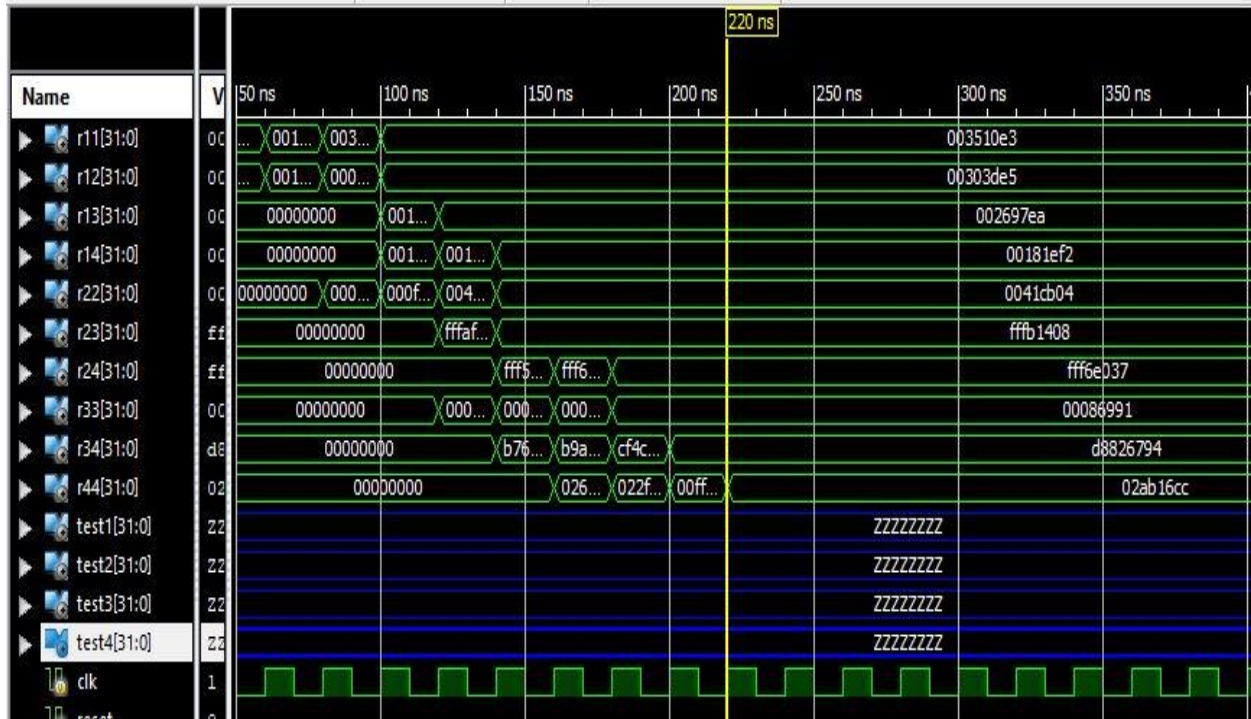 220 ns
Name V 50 ns 100 ns 150 ns 200 ns 250 ns 300 ns 350 ns
r11[31:0] 00 ... 001... 003... 003510e3
r12[31:0] 00 ... 001... 000... 00303de5
r13[31:0] 00 00000000 001... 002697ea
r14[31:0] 00 00000000 001... 001... 00181ef2
r22[31:0] 00 00000000 000... 000f... 004... 0041cb04
r23[31:0] ff 00000000 fffaf... fffb1408
r24[31:0] ff 00000000 fff5... fff6... fff6e037
r33[31:0] 00 00000000 000... 000... 000... 00086991
r34[31:0] d8 00000000 b76... b9a... cf4c... d8826794
r44[31:0] 02 00000000 026... 022f... 00ff... 02ab16cc
test1[31:0] ZZ ZZZZZZZZ
test2[31:0] ZZ ZZZZZZZZ
test3[31:0] ZZ ZZZZZZZZ
test4[31:0] ZZ ZZZZZZZZ
clk 1